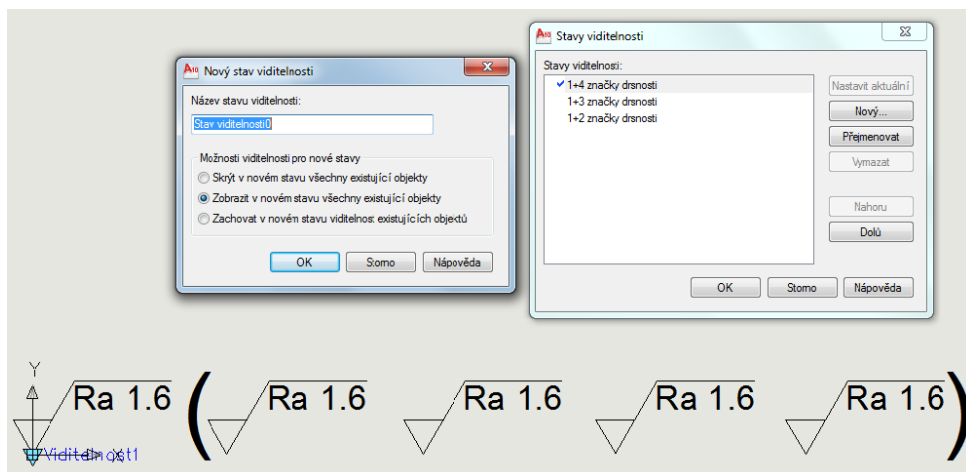 Nový stav viditelnosti
Název stavu viditelnosti:
Stav viditelnosti0
Možnosti viditelnosti pro nové stavy
Skrýt v novém stavu všechny existující objekty
Zobrazit v novém stavu všechny existující objekty
Zachovat v novém stavu viditelnost existujících objektů
OK Storno Nápověda
Stavy viditelnosti
Stavy viditelnosti:
1+4 značky drsnosti
1+3 značky drsnosti
1+2 značky drsnosti
Nastavit aktuální
Nový...
Přejmenovat
Vymazat
Nahoru
Dolů
OK Storno Nápověda
Y
Ra 1.6 ( Ra 1.6 Ra 1.6 Ra 1.6 Ra 1.6 )
Viditelnost1 X